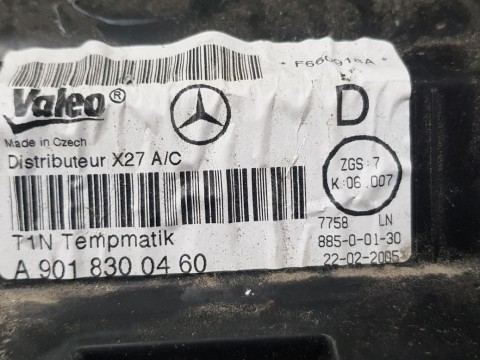 Valeo®
Made in Czech
Distributeur X27 A/C
T1N Tempmatik
A 901 830 04 60
D
ZGS: 7
K:06.007
7758 LN
885-0-01-30
22-02-2005